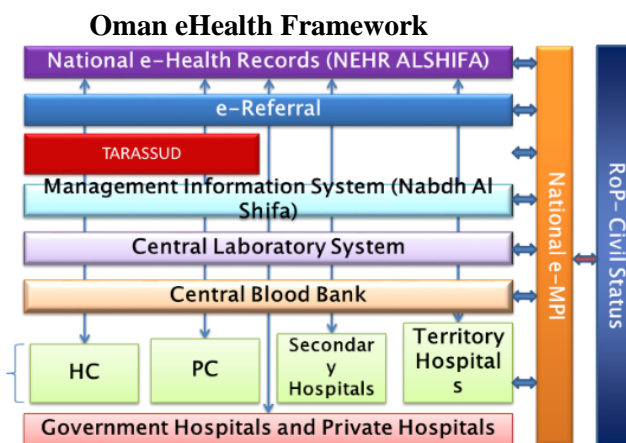 Oman eHealth Framework
National e-Health Records (NEHR ALSHIFA)
e-Referral
TARASSUD
Management Information System (Nabdh Al
Shifa)
Central Laboratory System
Central Blood Bank
HC
PC
Secondar
y
Hospitals
Territory
Hospital
s
Government Hospitals and Private Hospitals
National e-MPI
RoP- Civil Status